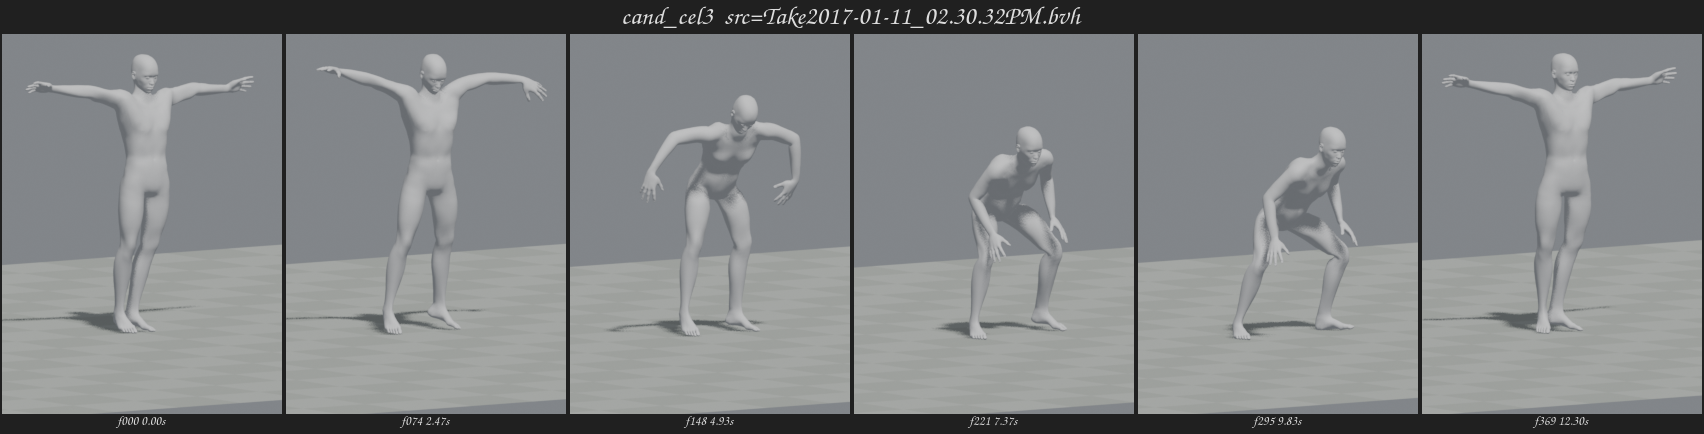 cand_cel3 src=Take2017-01-11_02.30.32PM.bvh
f000 0.00s
f074 2.47s
f148 4.93s
f221 7.37s
f295 9.83s
f369 12.30s